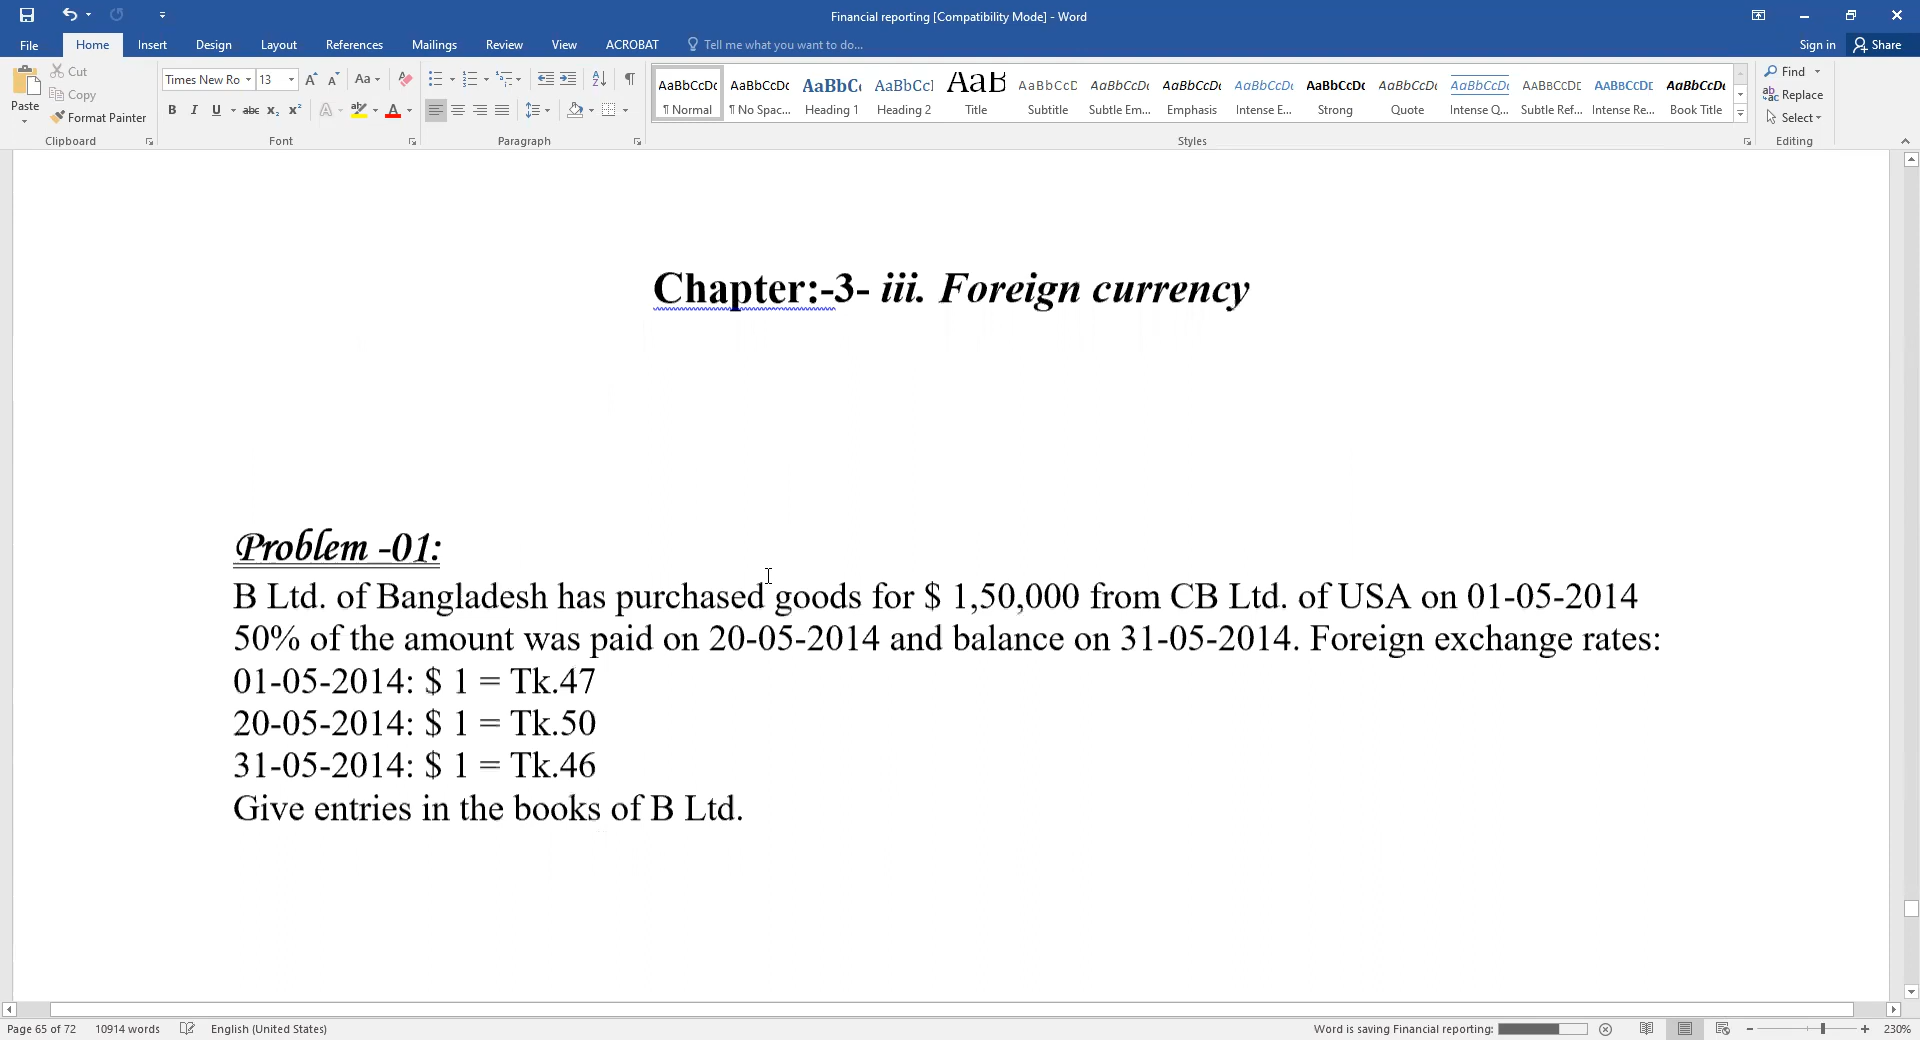 Financial reporting [Compatibility Mode] - Word
File Home Insert Design Layout References Mailings Review View ACROBAT Tell me what you want to do... Sign in Share
Paste
Cut
Copy
Format Painter
Times New Ro 13
AaBbCcDc AaBbCcDc AaBbC AaBbCcI AaB AaBbCcD AaBbCcDc AaBbCcDc AaBbCcDc AaBbCcDc AaBbCcDc AaBbCcDc AABBCCDE AABBCCDE AaBbCcDc
¶ Normal ¶ No Spac... Heading 1 Heading 2 Title Subtitle Subtle Em... Emphasis Intense E... Strong Quote Intense Q... Subtle Ref... Intense Re... Book Title
Find
Replace
Select
Clipboard Font Paragraph Styles Editing
Chapter:-3- iii. Foreign currency
Problem -01:
B Ltd. of Bangladesh has purchased goods for $ 1,50,000 from CB Ltd. of USA on 01-05-2014
50% of the amount was paid on 20-05-2014 and balance on 31-05-2014. Foreign exchange rates:
01-05-2014: $ 1 = Tk.47
20-05-2014: $ 1 = Tk.50
31-05-2014: $ 1 = Tk.46
Give entries in the books of B Ltd.
Page 65 of 72 10914 words English (United States) Word is saving Financial reporting: 230%